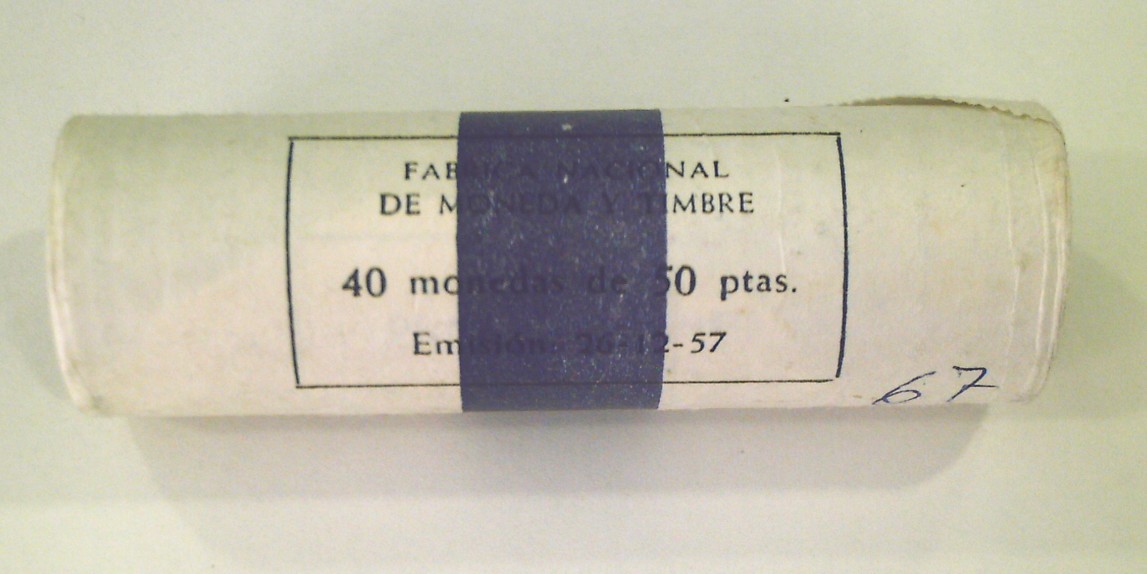 FABRICA NACIONAL
DE MONEDA Y TIMBRE
40 monedas de 50 ptas.
Emisión: 26-12-57
67